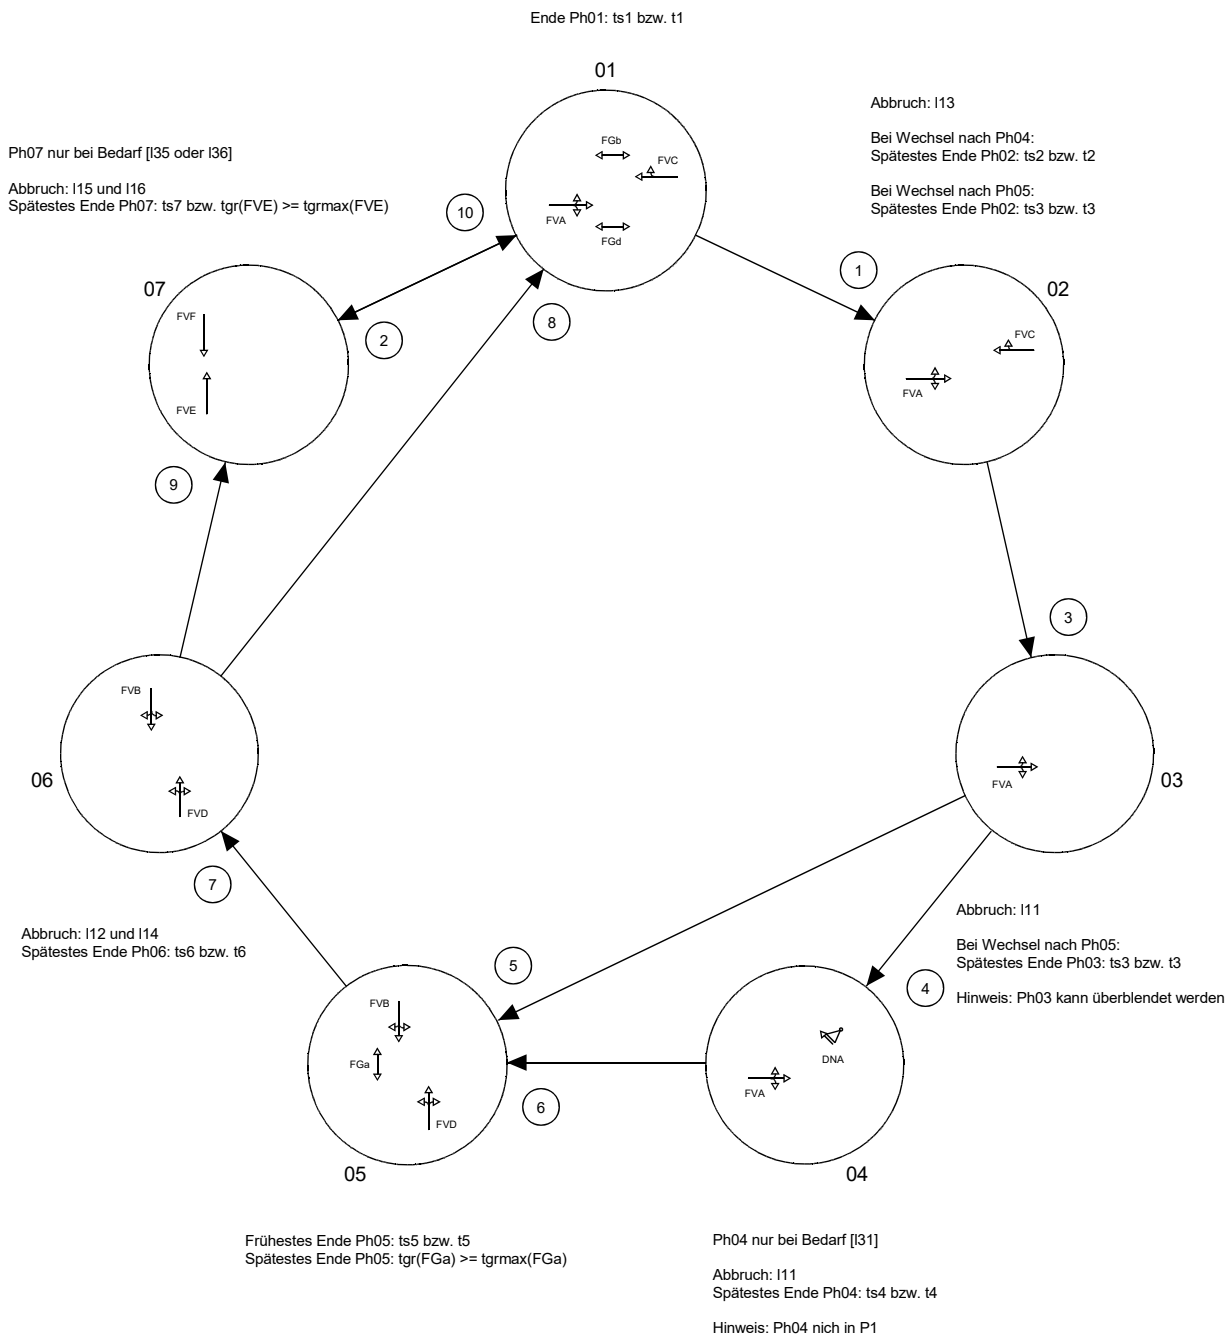 Ende Ph01: ts1 bzw. t1
01
FGb
FVC
FVA
FGd
Abbruch: l13
Bei Wechsel nach Ph04:
Spätestes Ende Ph02: ts2 bzw. t2
Bei Wechsel nach Ph05:
Spätestes Ende Ph02: ts3 bzw. t3
Ph07 nur bei Bedarf [l35 oder l36]
Abbruch: l15 und l16
Spätestes Ende Ph07: ts7 bzw. tgr(FVE) >= tgrmax(FVE)
10
1
07
FVF
FVE
2
8
02
FVC
FVA
9
3
06
FVB
FVD
03
FVA
7
Abbruch: l12 und l14
Spätestes Ende Ph06: ts6 bzw. t6
Abbruch: l11
Bei Wechsel nach Ph05:
Spätestes Ende Ph03: ts3 bzw. t3
Hinweis: Ph03 kann überblendet werden
5
4
FVB
FGa
FVD
05
6
DNA
FVA
04
Frühestes Ende Ph05: ts5 bzw. t5
Spätestes Ende Ph05: tgr(FGa) >= tgrmax(FGa)
Ph04 nur bei Bedarf [l31]
Abbruch: l11
Spätestes Ende Ph04: ts4 bzw. t4
Hinweis: Ph04 nich in P1